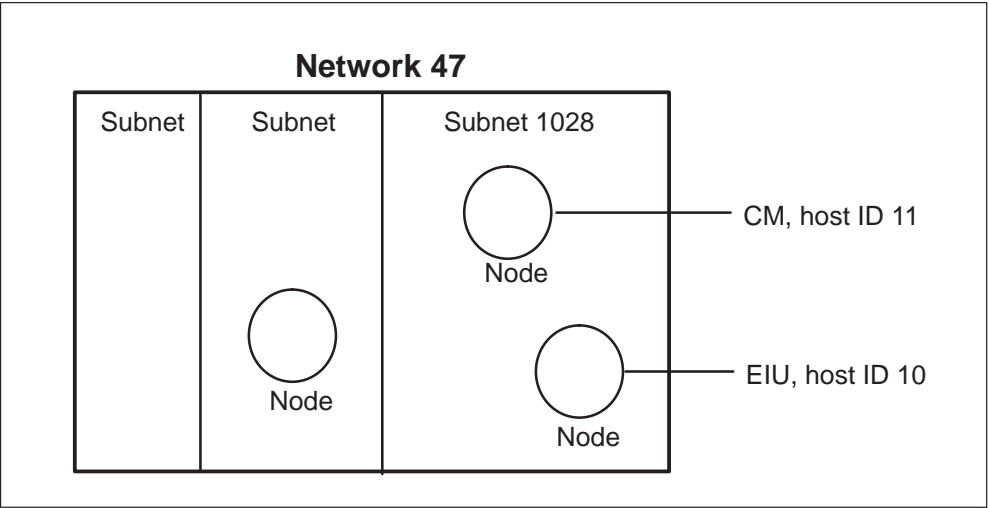 Network 47
Subnet
Subnet
Subnet 1028
CM, host ID 11
Node
EIU, host ID 10
Node
Node